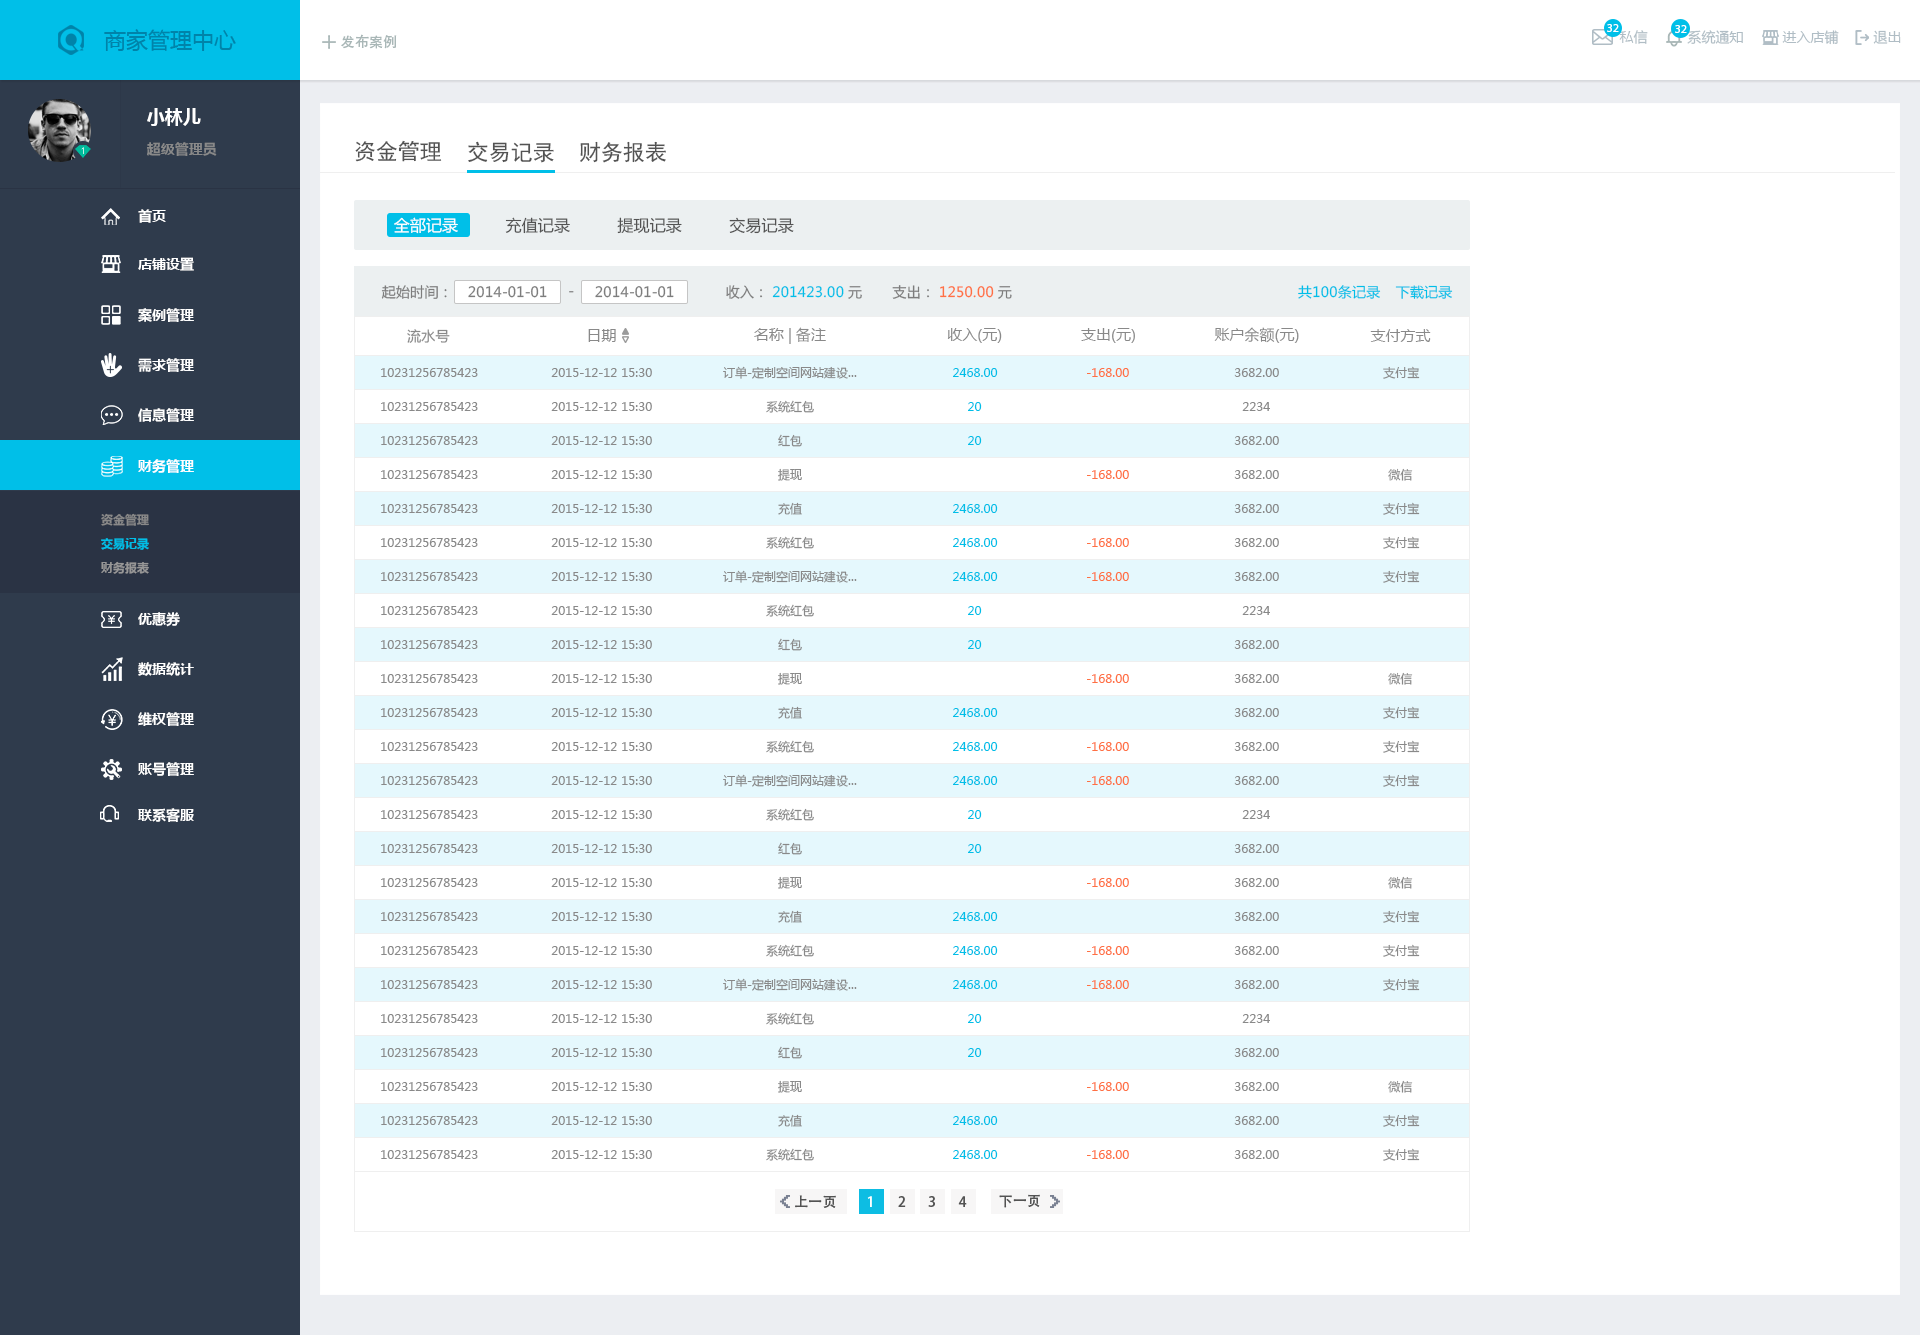 商家管理中心
发布案例
32 私信 32 系统通知 进入店铺 退出
小林儿
超级管理员
1
首页
店铺设置
案例管理
需求管理
信息管理
财务管理
资金管理
交易记录
财务报表
优惠券
数据统计
维权管理
账号管理
联系客服
资金管理 交易记录 财务报表
全部记录 充值记录 提现记录 交易记录
起始时间： 2014-01-01 - 2014-01-01 收入： 201423.00 元 支出： 1250.00 元 共100条记录 下载记录
流水号 日期 名称 | 备注 收入(元) 支出(元) 账户余额(元) 支付方式
10231256785423 2015-12-12 15:30 订单-定制空间网站建设... 2468.00 -168.00 3682.00 支付宝
10231256785423 2015-12-12 15:30 系统红包 20 2234
10231256785423 2015-12-12 15:30 红包 20 3682.00
10231256785423 2015-12-12 15:30 提现 -168.00 3682.00 微信
10231256785423 2015-12-12 15:30 充值 2468.00 3682.00 支付宝
10231256785423 2015-12-12 15:30 系统红包 2468.00 -168.00 3682.00 支付宝
10231256785423 2015-12-12 15:30 订单-定制空间网站建设... 2468.00 -168.00 3682.00 支付宝
10231256785423 2015-12-12 15:30 系统红包 20 2234
10231256785423 2015-12-12 15:30 红包 20 3682.00
10231256785423 2015-12-12 15:30 提现 -168.00 3682.00 微信
10231256785423 2015-12-12 15:30 充值 2468.00 3682.00 支付宝
10231256785423 2015-12-12 15:30 系统红包 2468.00 -168.00 3682.00 支付宝
10231256785423 2015-12-12 15:30 订单-定制空间网站建设... 2468.00 -168.00 3682.00 支付宝
10231256785423 2015-12-12 15:30 系统红包 20 2234
10231256785423 2015-12-12 15:30 红包 20 3682.00
10231256785423 2015-12-12 15:30 提现 -168.00 3682.00 微信
10231256785423 2015-12-12 15:30 充值 2468.00 3682.00 支付宝
10231256785423 2015-12-12 15:30 系统红包 2468.00 -168.00 3682.00 支付宝
10231256785423 2015-12-12 15:30 订单-定制空间网站建设... 2468.00 -168.00 3682.00 支付宝
10231256785423 2015-12-12 15:30 系统红包 20 2234
10231256785423 2015-12-12 15:30 红包 20 3682.00
10231256785423 2015-12-12 15:30 提现 -168.00 3682.00 微信
10231256785423 2015-12-12 15:30 充值 2468.00 3682.00 支付宝
10231256785423 2015-12-12 15:30 系统红包 2468.00 -168.00 3682.00 支付宝
上一页 1 2 3 4 下一页